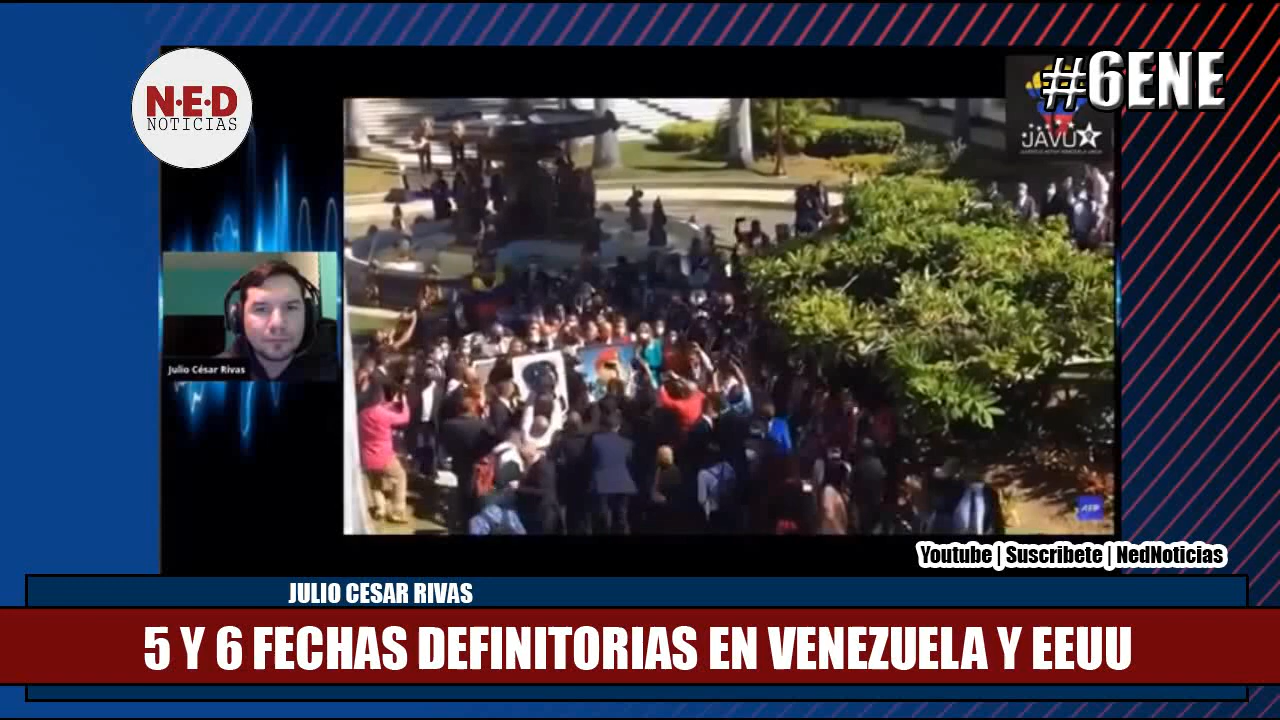 N·E·D
NOTICIAS
#6ENE
JAVU
Julio César Rivas
AFP
Youtube | Suscribete | NedNoticias
JULIO CESAR RIVAS
5 Y 6 FECHAS DEFINITORIAS EN VENEZUELA Y EEUU